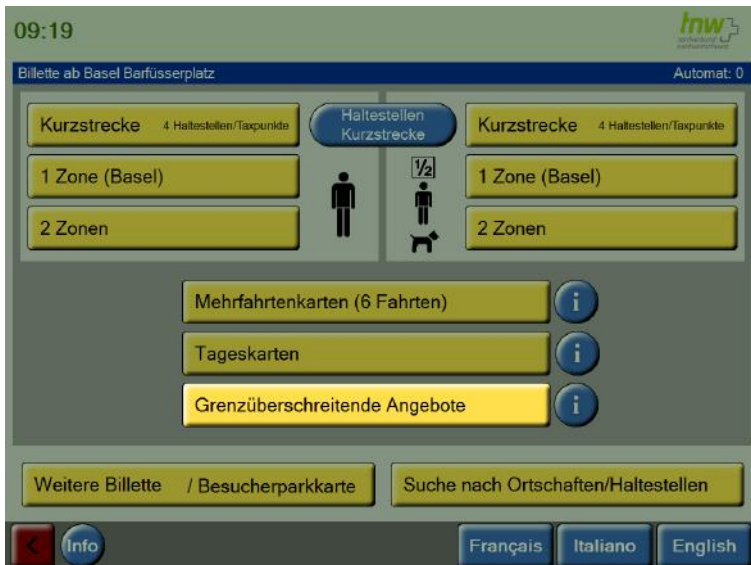 09:19
tnw
Billette ab Basel Barfüsserplatz
Automat: 0
Kurzstrecke 4 Haltestellen/Taxpunkte
Haltestellen
Kurzstrecke
Kurzstrecke 4 Haltestellen/Taxpunkte
1 Zone (Basel)
1/2
1 Zone (Basel)
2 Zonen
2 Zonen
Mehrfahrtenkarten (6 Fahrten)
i
Tageskarten
i
Grenzüberschreitende Angebote
i
Weitere Billette / Besucherparkkarte
Suche nach Ortschaften/Haltestellen
<
Info
Français
Italiano
English